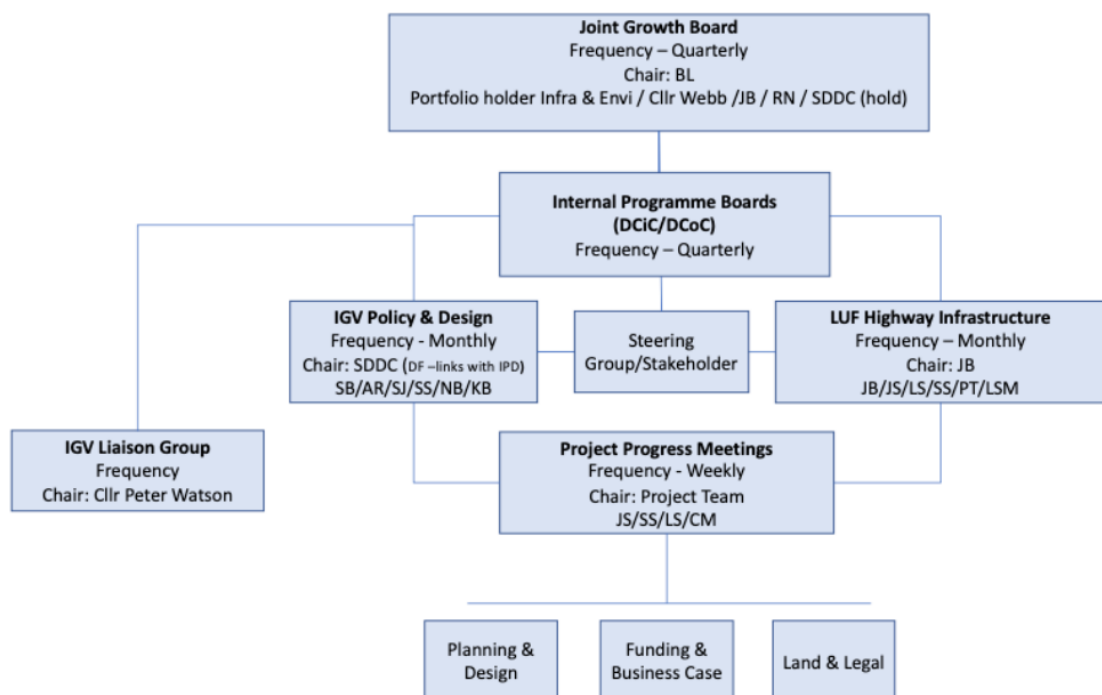 Joint Growth Board
Frequency – Quarterly
Chair: BL
Portfolio holder Infra & Envi / Cllr Webb /JB / RN / SDDC (hold)
Internal Programme Boards
(DCiC/DCoC)
Frequency – Quarterly
IGV Policy & Design
Frequency - Monthly
Chair: SDDC (DF –links with IPD)
SB/AR/SJ/SS/NB/KB
Steering
Group/Stakeholder
LUF Highway Infrastructure
Frequency – Monthly
Chair: JB
JB/JS/LS/SS/PT/LSM
IGV Liaison Group
Frequency
Chair: Cllr Peter Watson
Project Progress Meetings
Frequency - Weekly
Chair: Project Team
JS/SS/LS/CM
Planning &
Design
Funding &
Business Case
Land & Legal